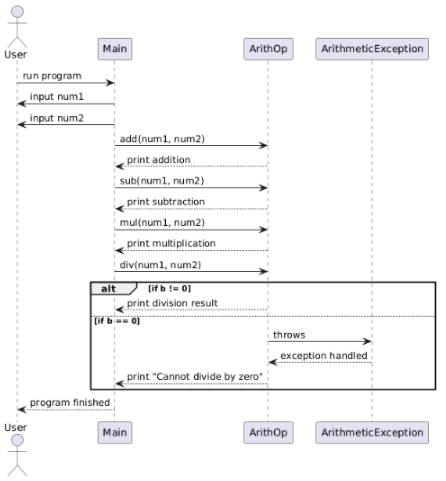 User
Main
ArithOp
ArithmeticException
run program
input num1
input num2
add(num1, num2)
print addition
sub(num1, num2)
print subtraction
mul(num1, num2)
print multiplication
div(num1, num2)
alt [if b != 0]
print division result
[if b == 0]
throws
exception handled
print "Cannot divide by zero"
program finished
User
Main
ArithOp
ArithmeticException